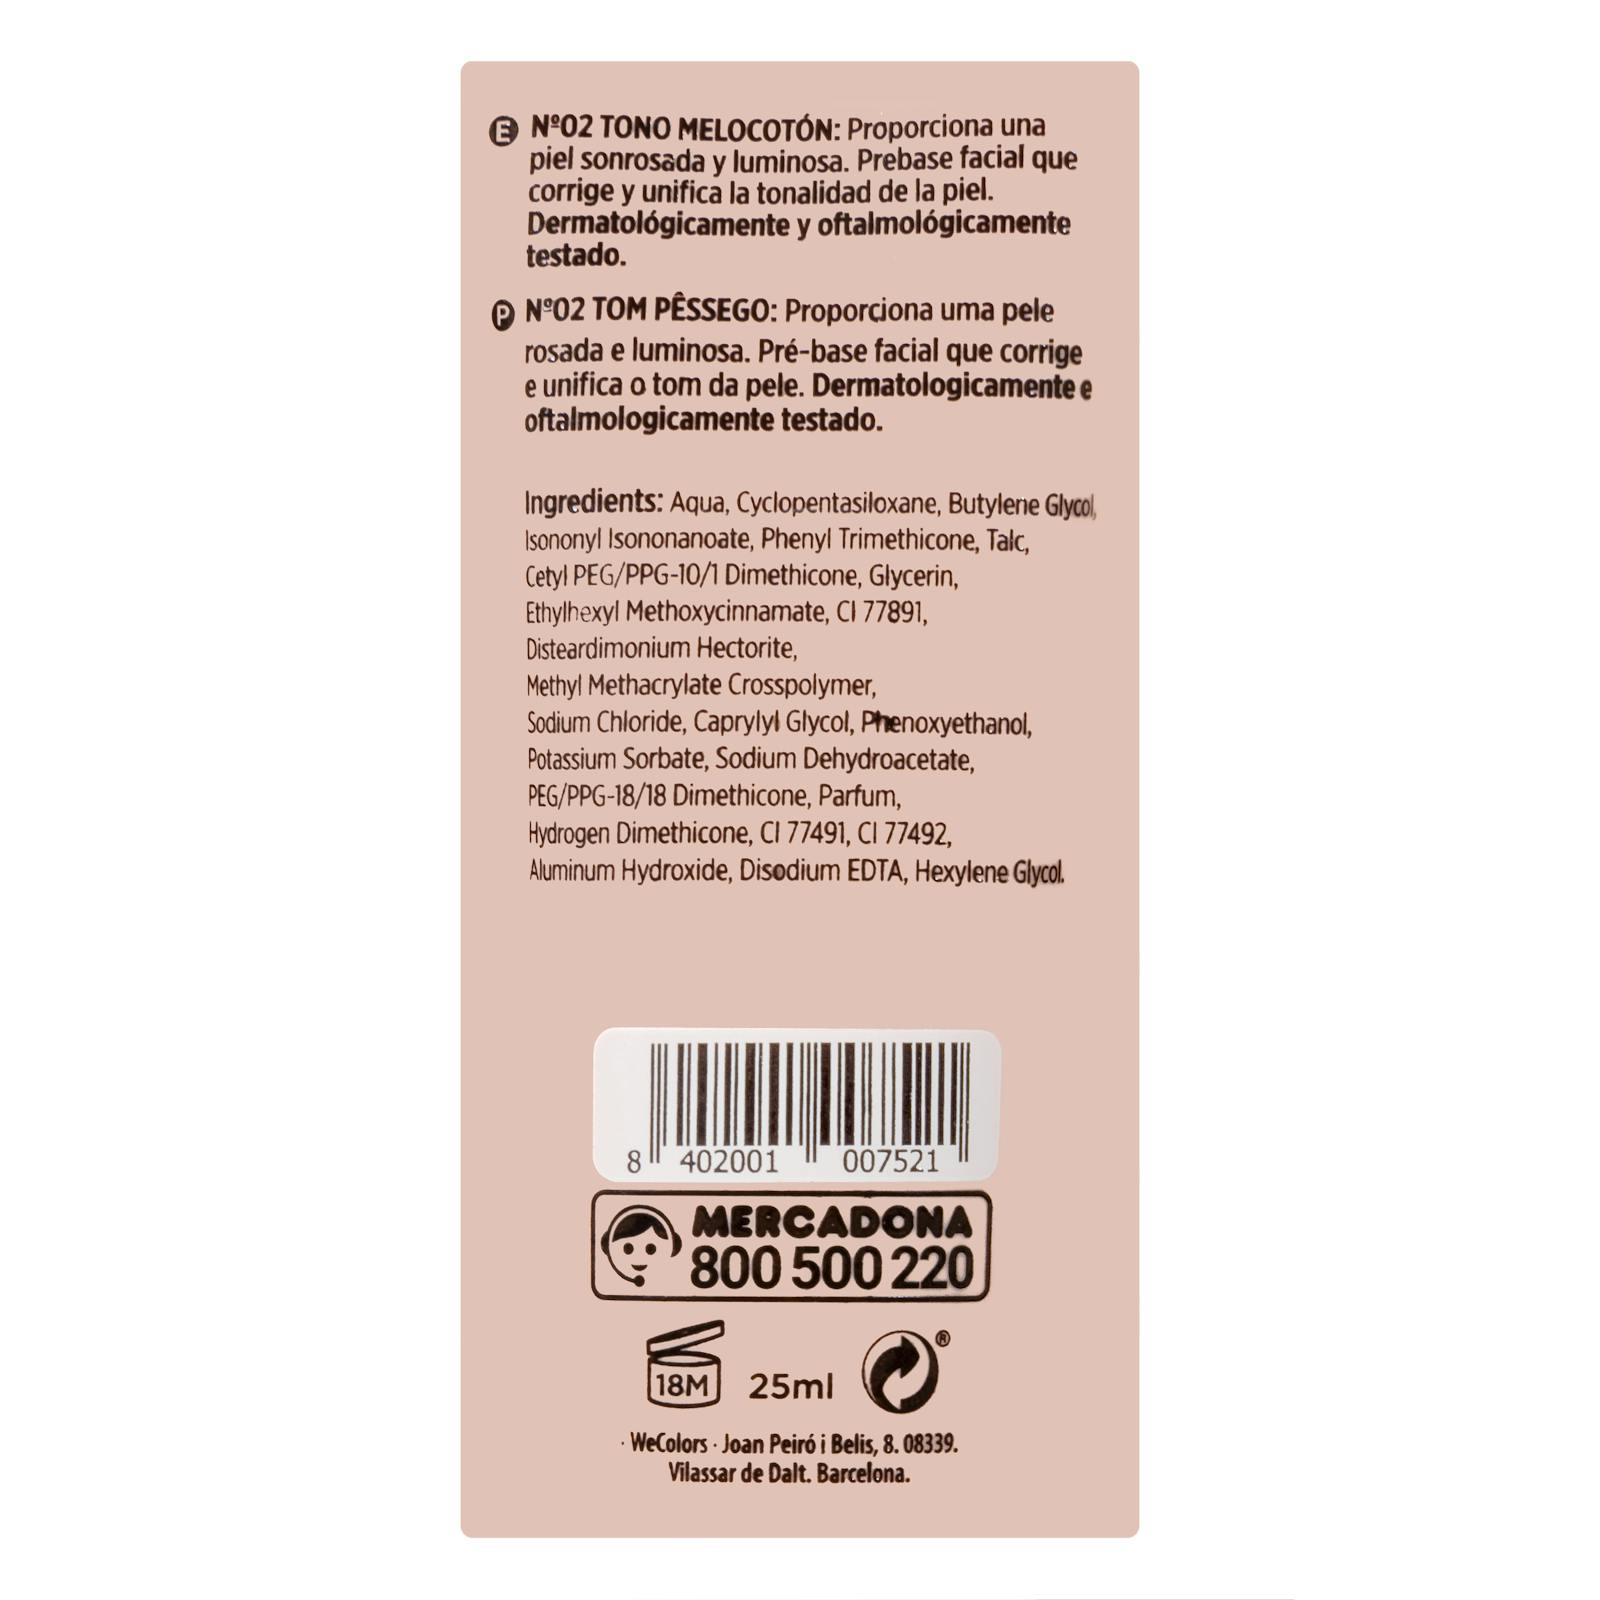 E Nº02 TONO MELOCOTÓN: Proporciona una
piel sonrosada y luminosa. Prebase facial que
corrige y unifica la tonalidad de la piel.
Dermatológicamente y oftalmológicamente
testado.
P Nº02 TOM PÊSSEGO: Proporciona uma pele
rosada e luminosa. Pré-base facial que corrige
e unifica o tom da pele. Dermatologicamente e
oftalmologicamente testado.
Ingredients: Aqua, Cyclopentasiloxane, Butylene Glycol,
Isononyl Isononanoate, Phenyl Trimethicone, Talc,
Cetyl PEG/PPG-10/1 Dimethicone, Glycerin,
Ethylhexyl Methoxycinnamate, CI 77891,
Disteardimonium Hectorite,
Methyl Methacrylate Crosspolymer,
Sodium Chloride, Caprylyl Glycol, Phenoxyethanol,
Potassium Sorbate, Sodium Dehydroacetate,
PEG/PPG-18/18 Dimethicone, Parfum,
Hydrogen Dimethicone, CI 77491, CI 77492,
Aluminum Hydroxide, Disodium EDTA, Hexylene Glycol.
8 402001 007521
MERCADONA
800 500 220
18M 25ml ®
· WeColors · Joan Peiró i Belis, 8. 08339.
Vilassar de Dalt. Barcelona.